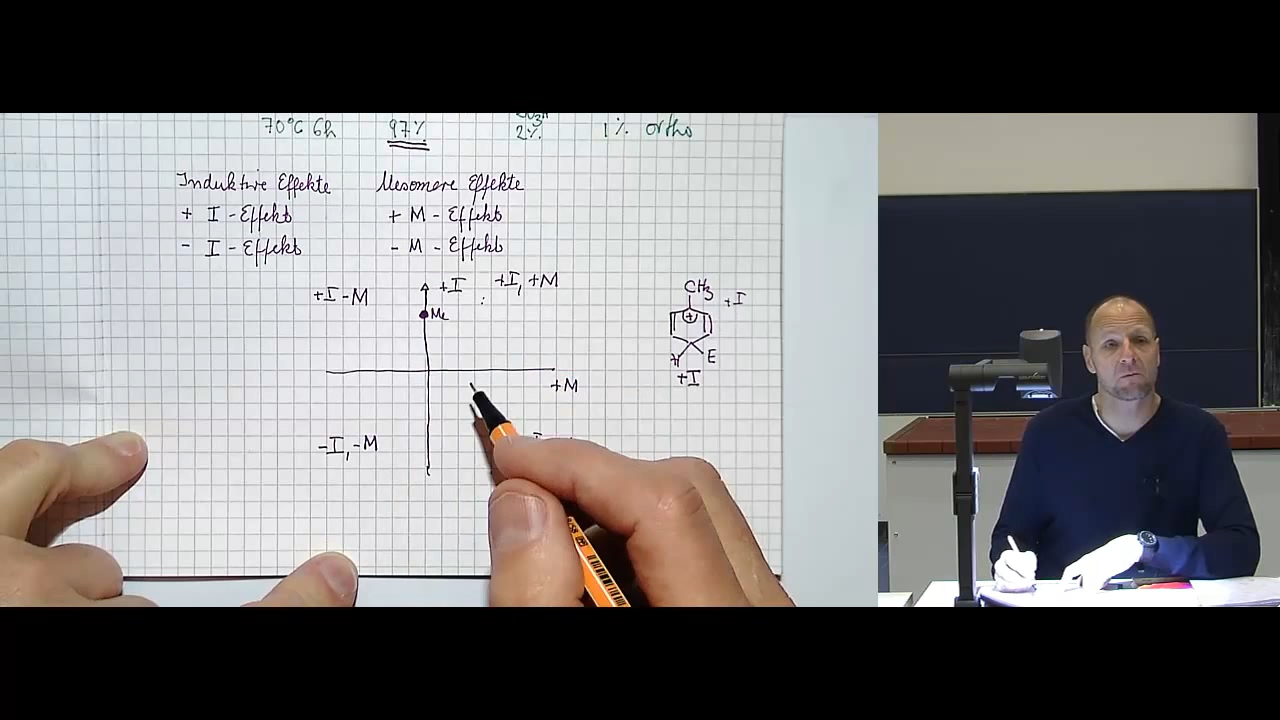 70°C 6h 97% 2% 1% ortho
Induktive Effekte Mesomere Effekte
+ I-Effekt + M-Effekt
- I-Effekt - M-Effekt
+I -M +I +I, +M
Me
+M
-I, -M
CH3 +I
+
H E
+I